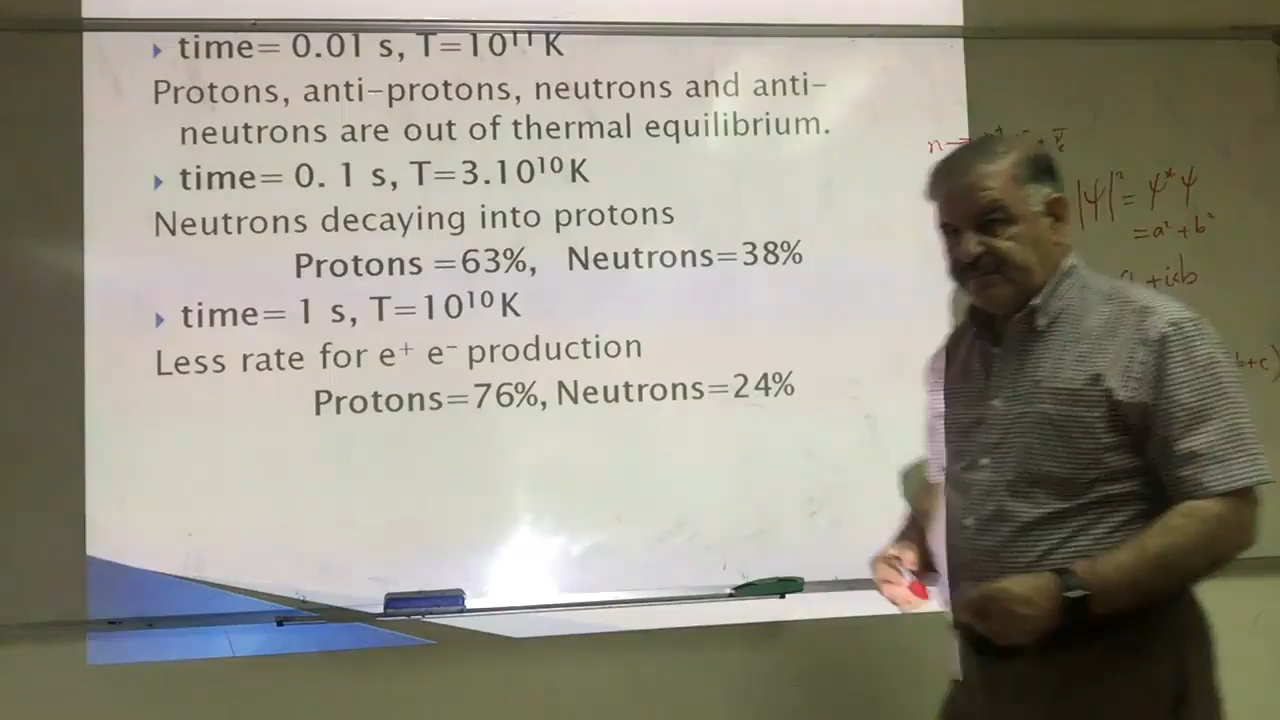 time= 0.01 s, T=10¹¹ K
Protons, anti-protons, neutrons and anti-
neutrons are out of thermal equilibrium.
time= 0. 1 s, T=3.10¹⁰ K
Neutrons decaying into protons
Protons =63%, Neutrons=38%
time= 1 s, T=10¹⁰ K
Less rate for e⁺ e⁻ production
Protons=76%, Neutrons=24%
n→
|ψ|² = ψ*ψ
=a²+b²
b+c)